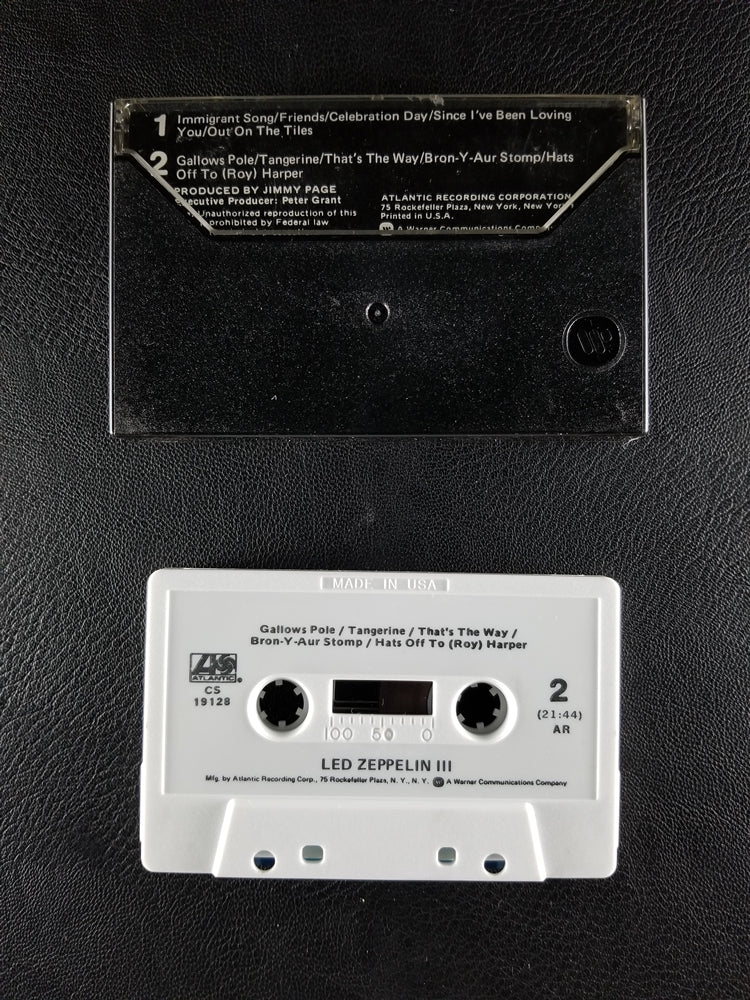 1 Immigrant Song/Friends/Celebration Day/Since I've Been Loving
You/Out On The Tiles
2 Gallows Pole/Tangerine/That's The Way/Bron-Y-Aur Stomp/Hats
Off To (Roy) Harper
PRODUCED BY JIMMY PAGE
Executive Producer: Peter Grant
Unauthorized reproduction of this
prohibited by Federal law
ATLANTIC RECORDING CORPORATION
75 Rockefeller Plaza, New York, New York
Printed in U.S.A.
A Warner Communications
MADE IN USA
Gallows Pole / Tangerine / That's The Way /
Bron-Y-Aur Stomp / Hats Off To (Roy) Harper
ATLANTIC
CS
19128
2
(21:44)
AR
100 50 0
LED ZEPPELIN III
Mfg. by Atlantic Recording Corp., 75 Rockefeller Plaza, N. Y., N. Y. A Warner Communications Company